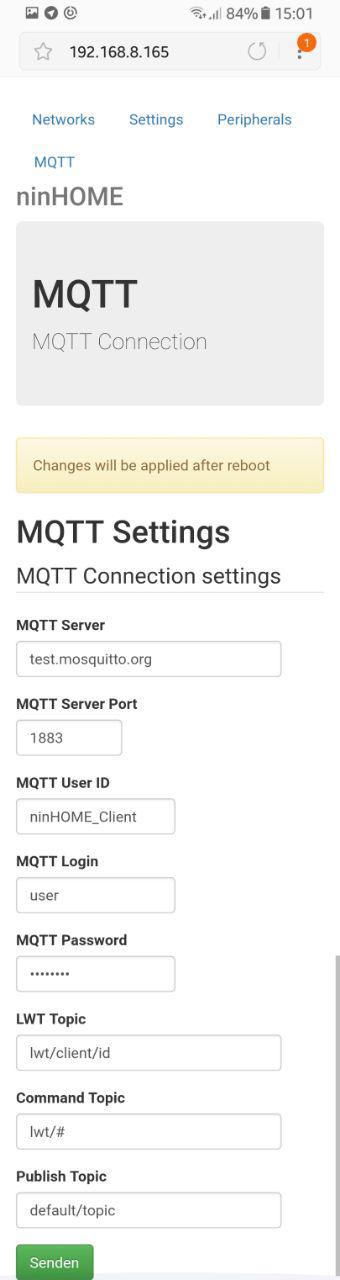 84% 15:01
192.168.8.165
1
Networks Settings Peripherals
MQTT
ninHOME
MQTT
MQTT Connection
Changes will be applied after reboot
MQTT Settings
MQTT Connection settings
MQTT Server
test.mosquitto.org
MQTT Server Port
1883
MQTT User ID
ninHOME_Client
MQTT Login
user
MQTT Password
••••••••
LWT Topic
lwt/client/id
Command Topic
lwt/#
Publish Topic
default/topic
Senden